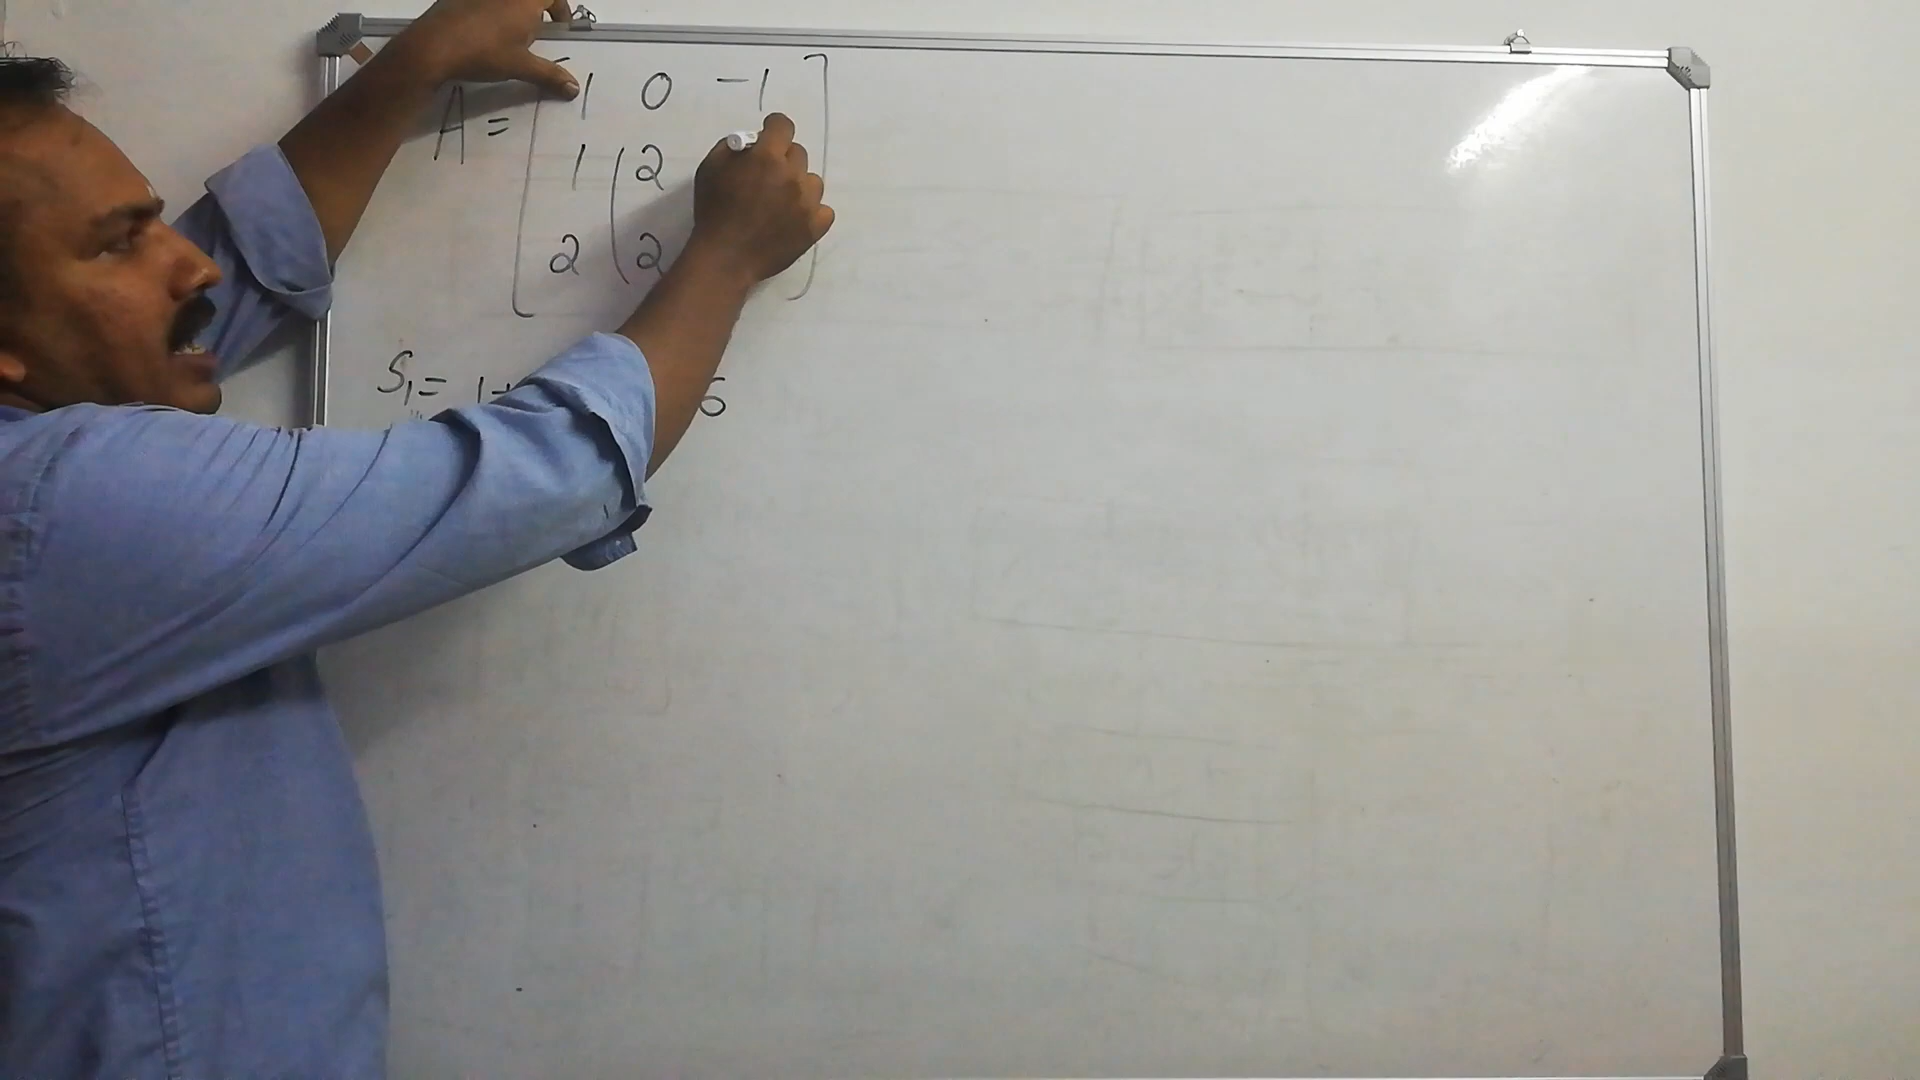 A = [ 1 0 -1
1 ( 2
2 ( 2 ]
S₁ = 1+ 6